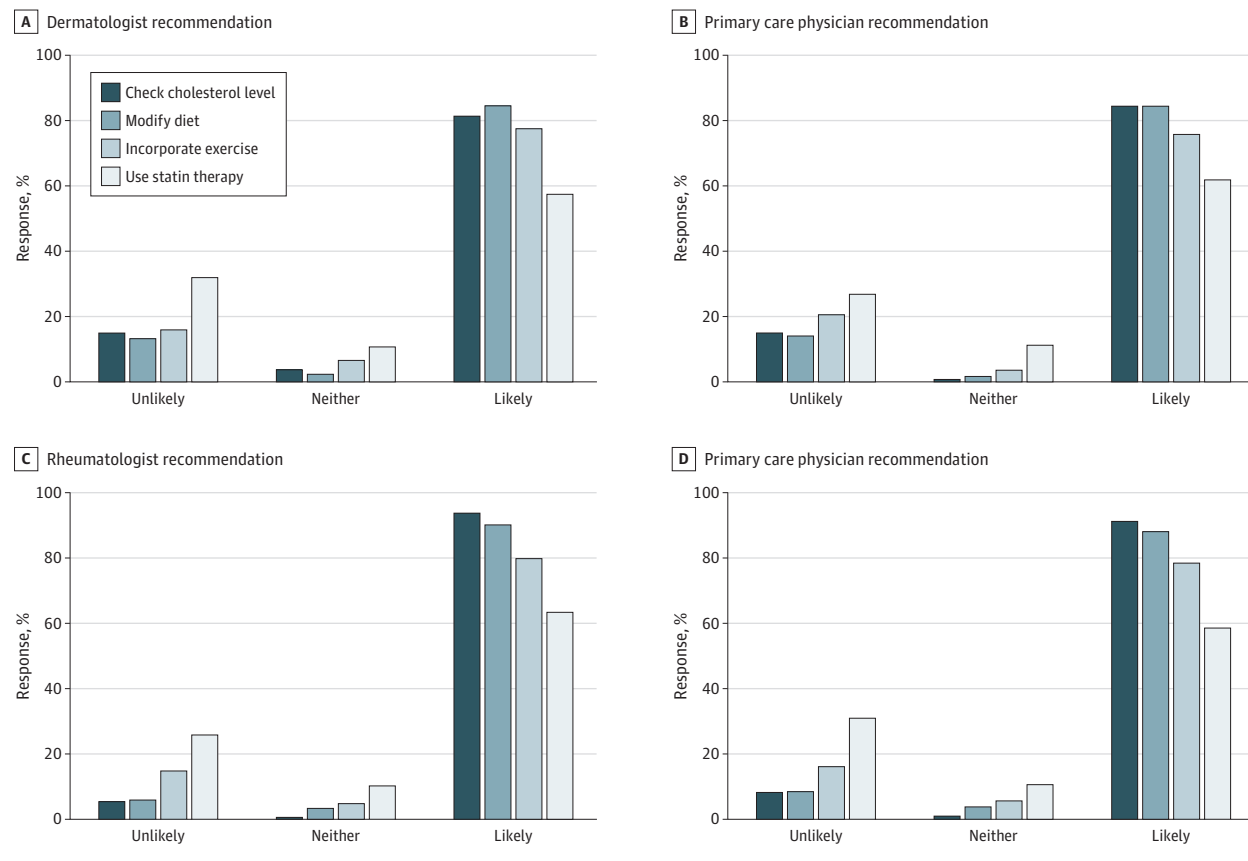 A Dermatologist recommendation
100
80
60
40
20
0
Response, %
Check cholesterol level
Modify diet
Incorporate exercise
Use statin therapy
Unlikely Neither Likely
B Primary care physician recommendation
100
80
60
40
20
0
Response, %
Unlikely Neither Likely
C Rheumatologist recommendation
100
80
60
40
20
0
Response, %
Unlikely Neither Likely
D Primary care physician recommendation
100
80
60
40
20
0
Response, %
Unlikely Neither Likely